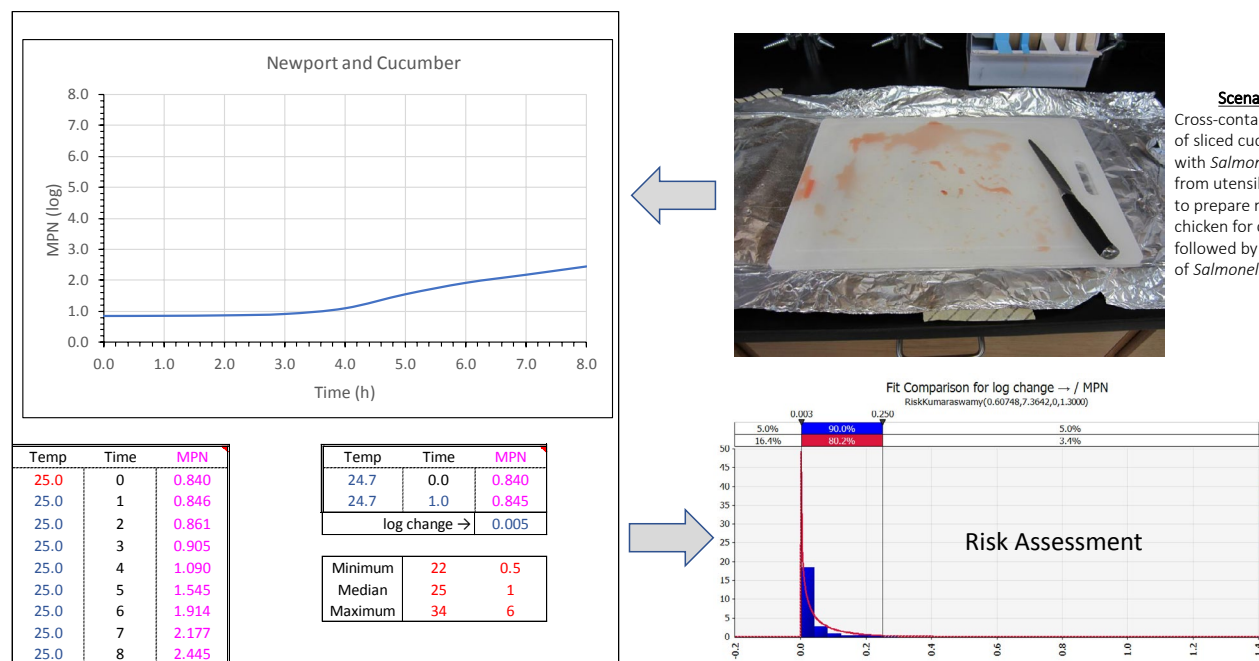 Newport and Cucumber
8.0
7.0
6.0
5.0
4.0
3.0
2.0
1.0
0.0
MPN (log)
0.0 1.0 2.0 3.0 4.0 5.0 6.0 7.0 8.0
Time (h)
Temp Time MPN
25.0 0 0.840
25.0 1 0.846
25.0 2 0.861
25.0 3 0.905
25.0 4 1.090
25.0 5 1.545
25.0 6 1.914
25.0 7 2.177
25.0 8 2.445
Temp Time MPN
24.7 0.0 0.840
24.7 1.0 0.845
log change → 0.005
Minimum 22 0.5
Median 25 1
Maximum 34 6
Scena
Cross-conta
of sliced cuc
with Salmon
from utensil
to prepare r
chicken for c
followed by
of Salmonel
Fit Comparison for log change → / MPN
RiskKumaraswamy(0.60748,7.3642,0,1.3000)
0.003 0.250
5.0% 90.0% 5.0%
16.4% 80.2% 3.4%
50
45
40
35
30
25
20
15
10
5
0
Risk Assessment
-0.2 0.0 0.2 0.4 0.6 0.8 1.0 1.2 1.4